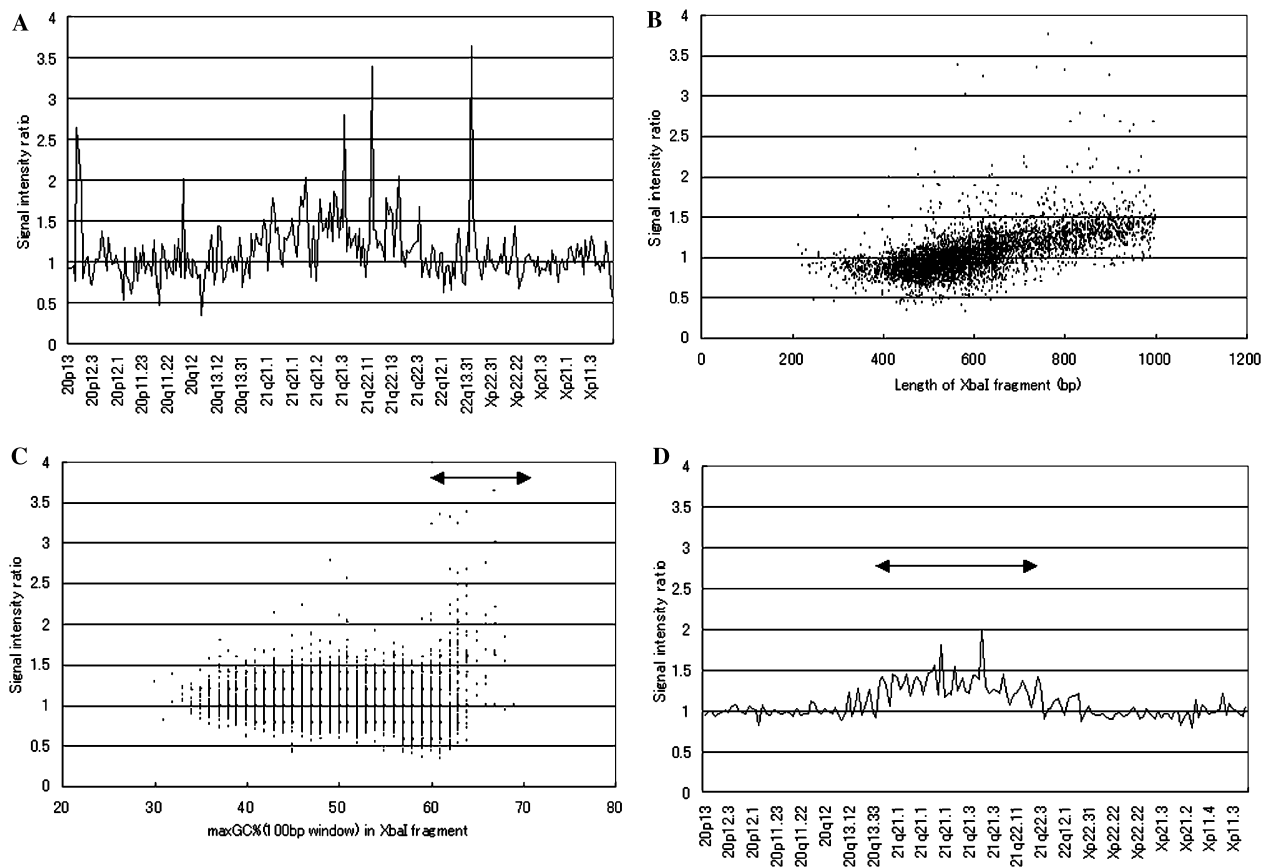 A
Signal intensity ratio
4
3.5
3
2.5
2
1.5
1
0.5
0
20p13
20p12.3
20p12.1
20p11.23
20p11.22
20q12
20q13.12
20q13.31
21q21.1
21q21.1
21q21.2
21q21.3
21q22.11
21q22.13
21q22.3
22q12.1
22q13.31
Xp22.31
Xp22.22
Xp21.3
Xp21.1
Xp11.3
B
Signal intensity ratio
4
3.5
3
2.5
2
1.5
1
0.5
0
0
200
400
600
800
1000
1200
Length of XbaI fragment (bp)
C
Signal intensity ratio
4
3.5
3
2.5
2
1.5
1
0.5
0
20
30
40
50
60
70
80
maxGC%(100bp window) in XbaI fragment
D
Signal intensity ratio
4
3.5
3
2.5
2
1.5
1
0.5
0
20p13
20p12.3
20p12.1
20p11.23
20p11.22
20q12
20q13.12
20q13.33
21q21.1
21q21.1
21q21.1
21q21.3
21q22.11
21q22.3
22q12.1
Xp22.31
Xp22.22
Xp22.22
Xp21.3
Xp21.2
Xp11.4
Xp11.3